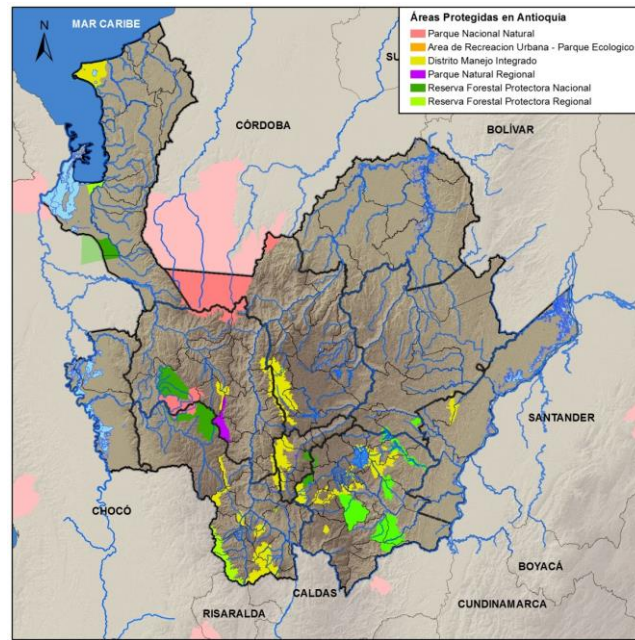 Áreas Protegidas en Antioquia
Parque Nacional Natural
Area de Recreacion Urbana - Parque Ecologico
Distrito Manejo Integrado
Parque Natural Regional
Reserva Forestal Protectora Nacional
Reserva Forestal Protectora Regional
N
MAR CARIBE
SU
CÓRDOBA
BOLÍVAR
SANTANDER
CHOCÓ
BOYACÁ
CALDAS
CUNDINAMARCA
RISARALDA